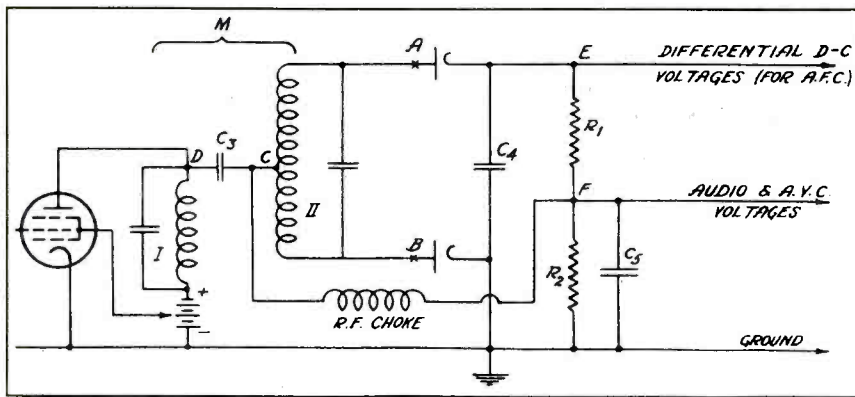 M
A
E
DIFFERENTIAL D-C
VOLTAGES (FOR A.F.C.)
C3
D
C
R1
C4
I
II
F
AUDIO & A.V.C.
VOLTAGES
B
R2
C5
+
-
R.F. CHOKE
GROUND